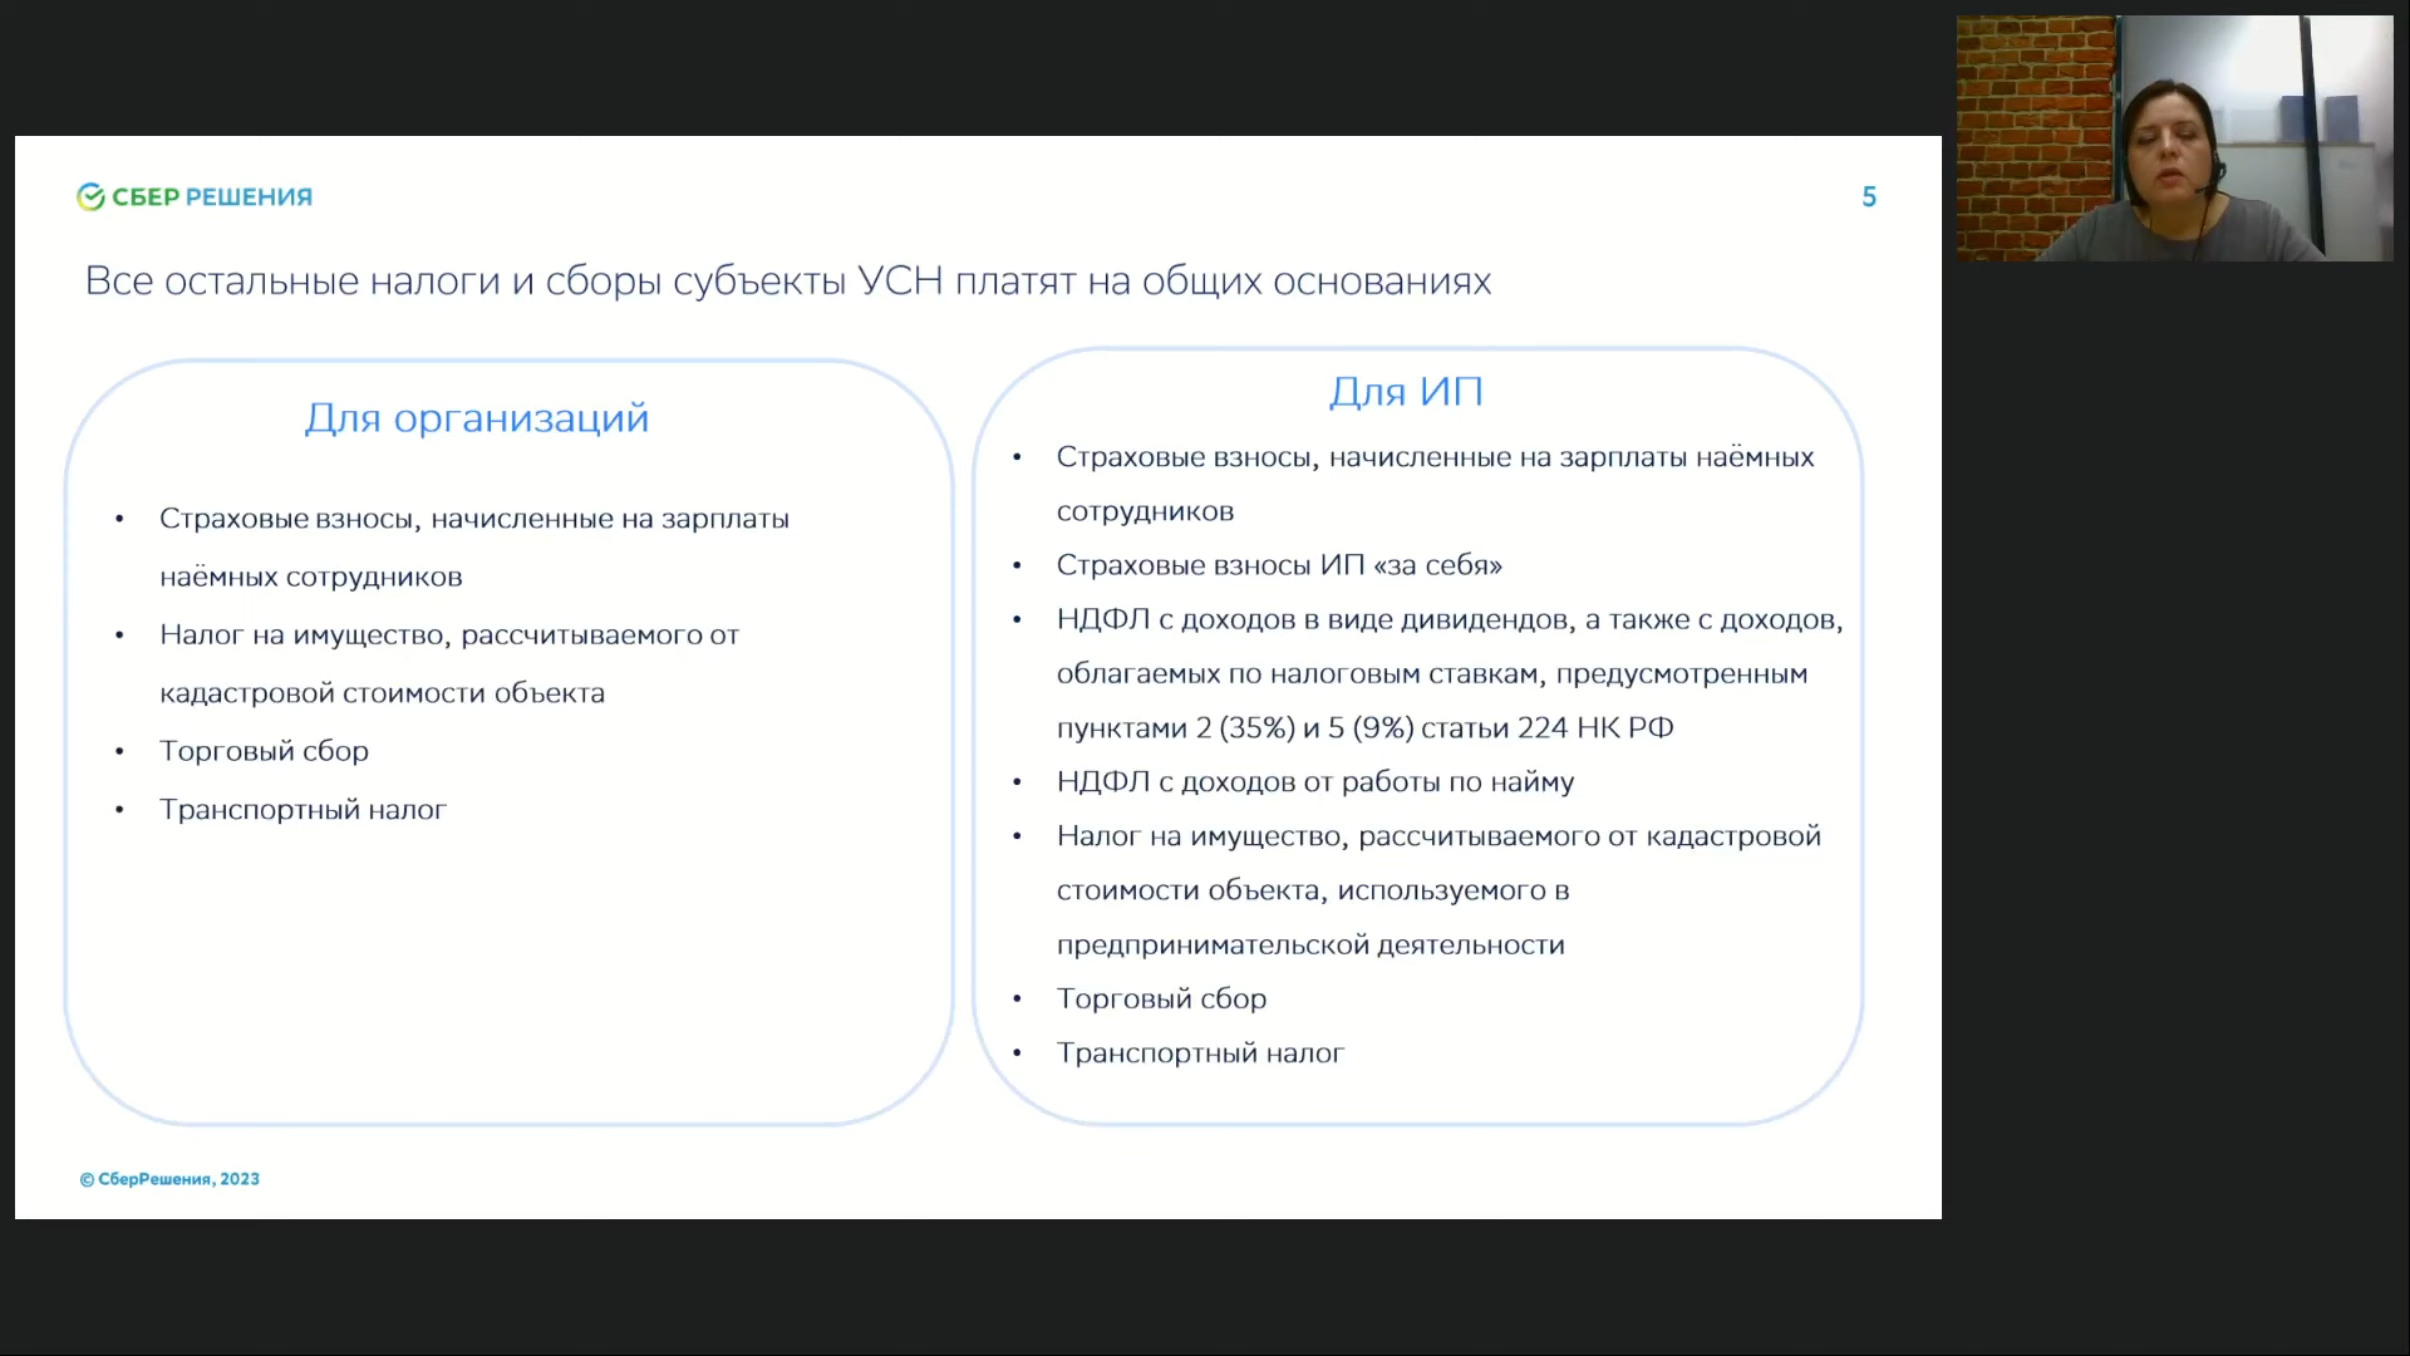 СБЕР РЕШЕНИЯ
5
Все остальные налоги и сборы субъекты УСН платят на общих основаниях
Для организаций
• Страховые взносы, начисленные на зарплаты
наёмных сотрудников
• Налог на имущество, рассчитываемого от
кадастровой стоимости объекта
• Торговый сбор
• Транспортный налог
Для ИП
• Страховые взносы, начисленные на зарплаты наёмных
сотрудников
• Страховые взносы ИП «за себя»
• НДФЛ с доходов в виде дивидендов, а также с доходов,
облагаемых по налоговым ставкам, предусмотренным
пунктами 2 (35%) и 5 (9%) статьи 224 НК РФ
• НДФЛ с доходов от работы по найму
• Налог на имущество, рассчитываемого от кадастровой
стоимости объекта, используемого в
предпринимательской деятельности
• Торговый сбор
• Транспортный налог
© СберРешения, 2023